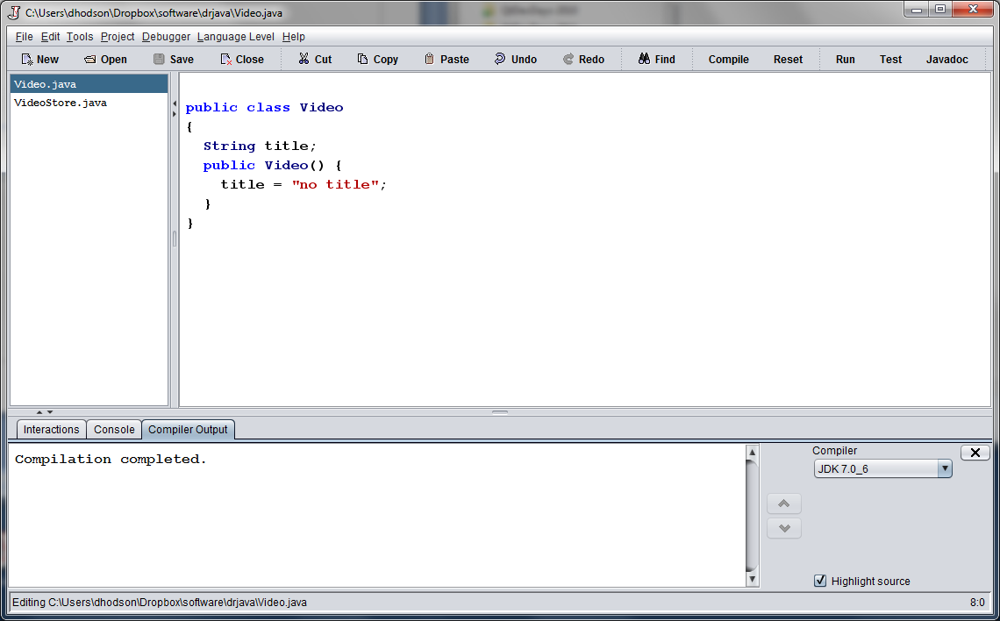 C:\Users\dhodson\Dropbox\software\drjava\Video.java
File Edit Tools Project Debugger Language Level Help
New Open Save Close Cut Copy Paste Undo Redo Find Compile Reset Run Test Javadoc
Video.java
VideoStore.java
public class Video
{
  String title;
  public Video() {
    title = "no title";
  }
}
Interactions Console Compiler Output
Compilation completed.
Compiler
JDK 7.0_6
Highlight source
Editing C:\Users\dhodson\Dropbox\software\drjava\Video.java 8:0